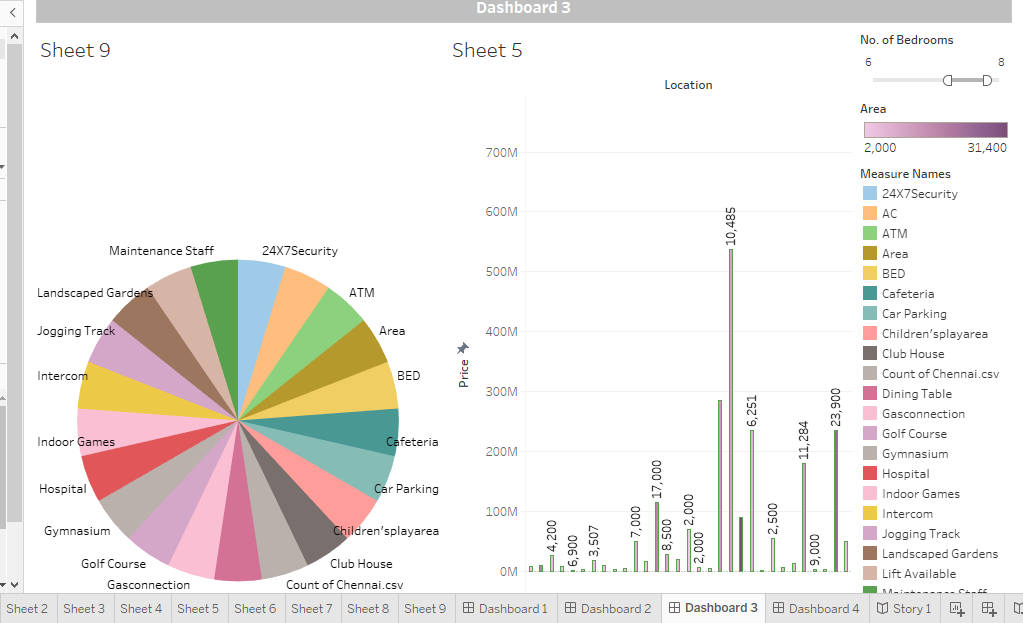 Dashboard 3
Sheet 9
Sheet 5
No. of Bedrooms
6 8
Area
2,000 31,400
Measure Names
24X7Security
AC
ATM
Area
BED
Cafeteria
Car Parking
Children'splayarea
Club House
Count of Chennai.csv
Dining Table
Gasconnection
Golf Course
Gymnasium
Hospital
Indoor Games
Intercom
Jogging Track
Landscaped Gardens
Lift Available
Maintenance Staff
Maintenance Staff
24X7Security
Landscaped Gardens
ATM
Jogging Track
Area
Intercom
BED
Indoor Games
Cafeteria
Hospital
Car Parking
Gymnasium
Children'splayarea
Golf Course
Club House
Gasconnection
Count of Chennai.csv
Location
Price
700M
600M
500M
400M
300M
200M
100M
0M
4,200
6,900
3,507
7,000
17,000
8,500
2,000
2,000
10,485
6,251
2,500
11,284
9,000
23,900
Sheet 2 Sheet 3 Sheet 4 Sheet 5 Sheet 6 Sheet 7 Sheet 8 Sheet 9 Dashboard 1 Dashboard 2 Dashboard 3 Dashboard 4 Story 1